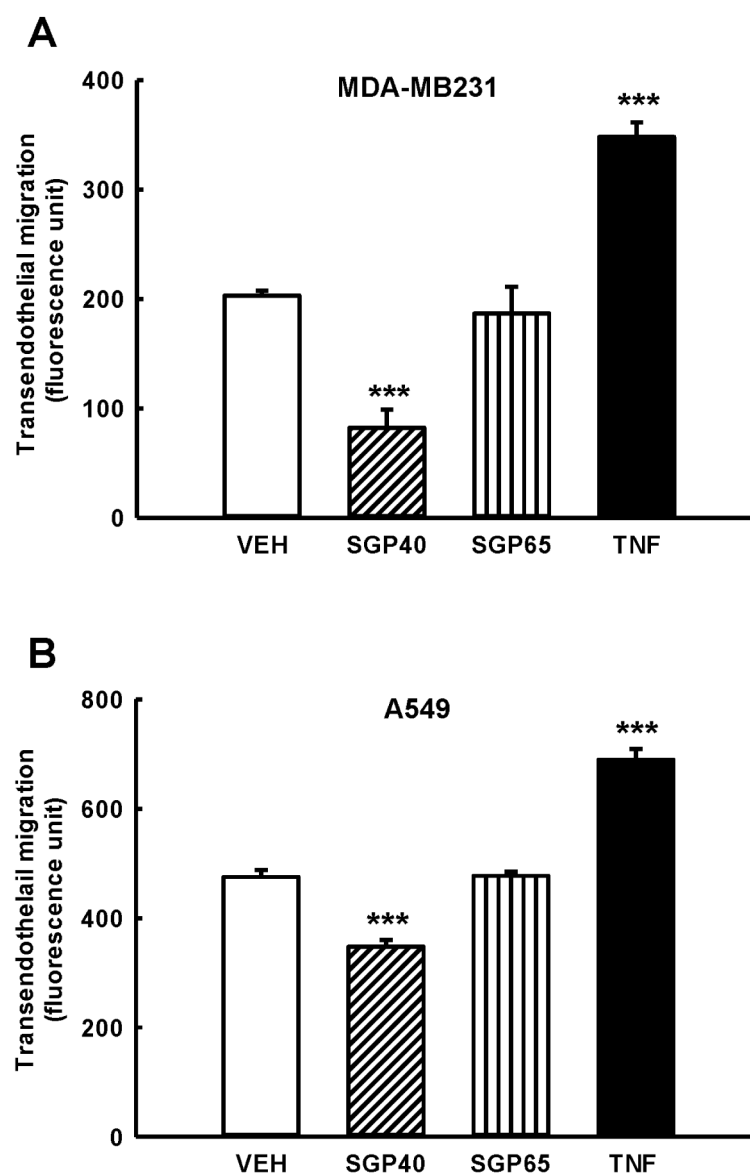 A
MDA-MB231
Transendothelial migration
(fluorescence unit)
400
300
200
100
0
***
***
VEH SGP40 SGP65 TNF
B
A549
Transendothelail migration
(fluorescence unit)
800
600
400
200
0
***
***
VEH SGP40 SGP65 TNF